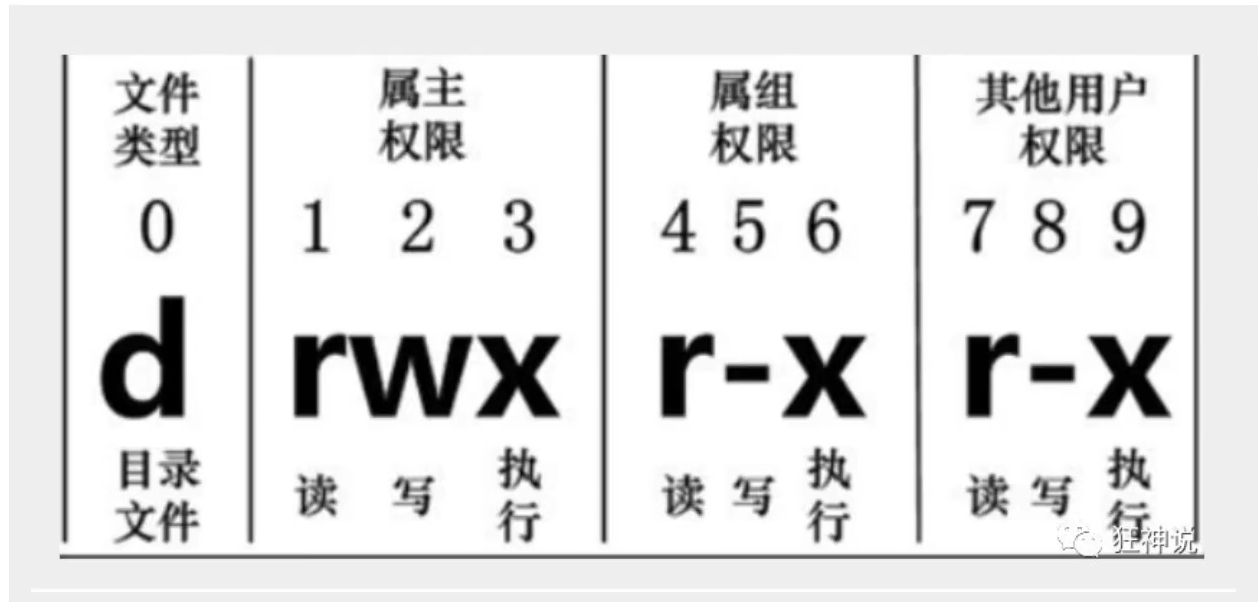 文件 属主 属组 其他用户
类型 权限 权限 权限
0 1 2 3 4 5 6 7 8 9
d rwx r-x r-x
目录 读 写 执 读 写 执 读 写 执
文件 行 行 行
狂神说